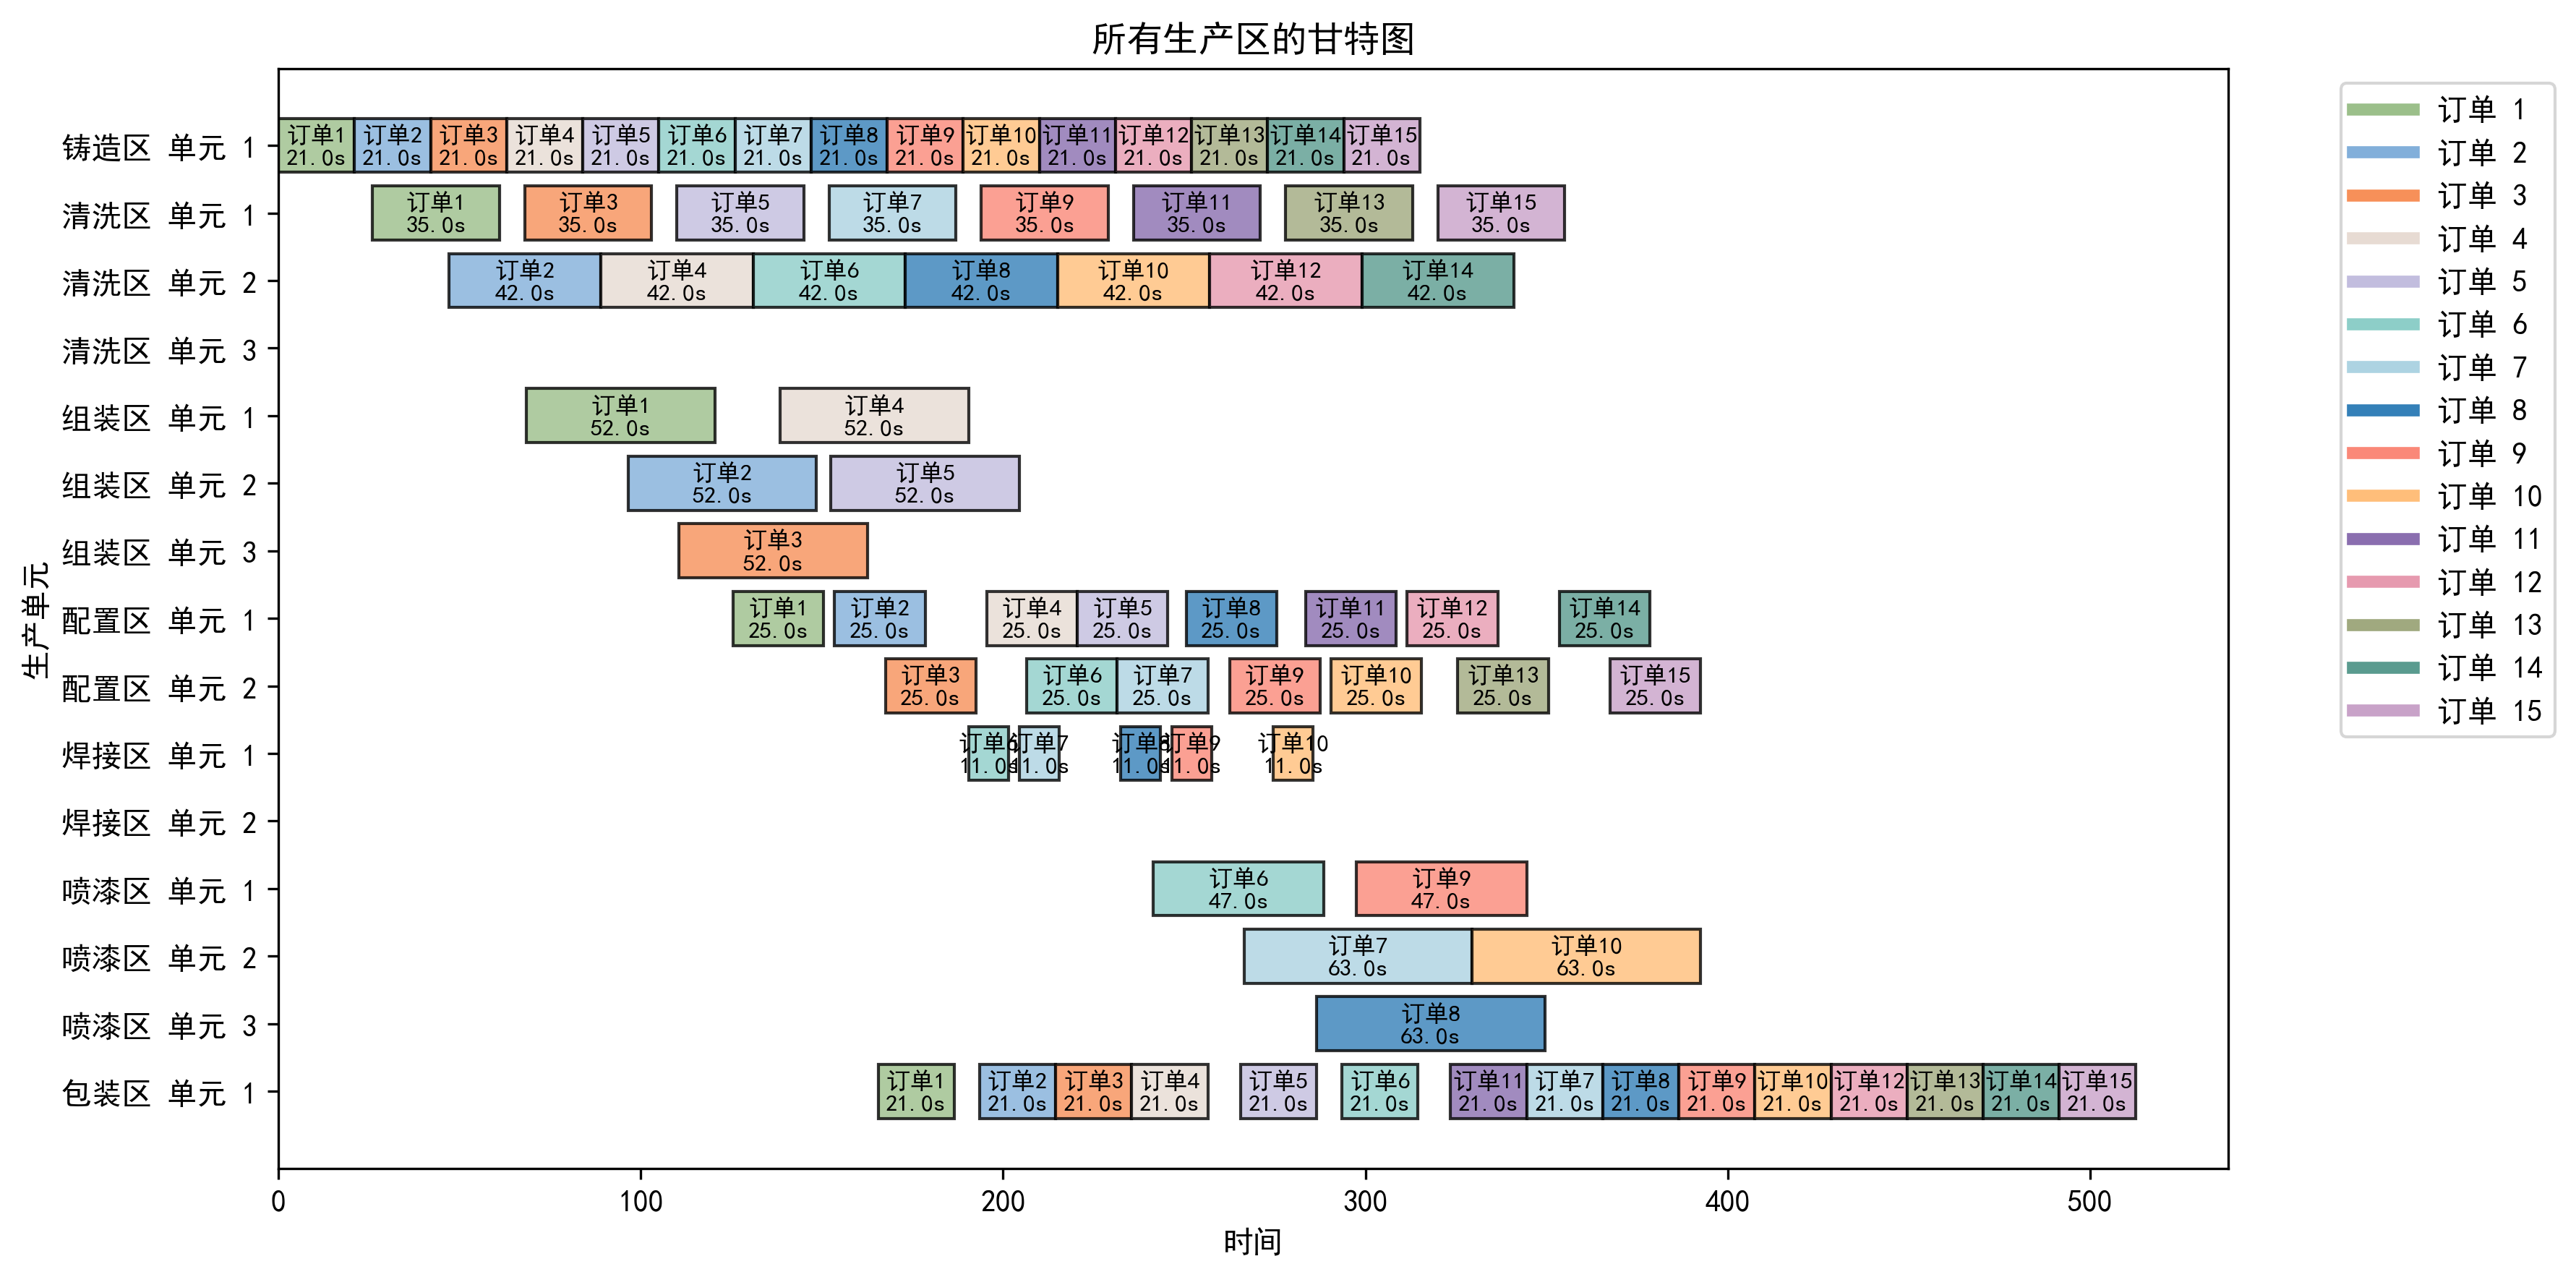 所有生产区的甘特图
生产单元
铸造区 单元 1
订单1 订单2 订单3 订单4 订单5 订单6 订单7 订单8 订单9 订单10 订单11 订单12 订单13 订单14 订单15
21.0s 21.0s 21.0s 21.0s 21.0s 21.0s 21.0s 21.0s 21.0s 21.0s 21.0s 21.0s 21.0s 21.0s 21.0s
清洗区 单元 1
订单1 订单3 订单5 订单7 订单9 订单11 订单13 订单15
35.0s 35.0s 35.0s 35.0s 35.0s 35.0s 35.0s 35.0s
清洗区 单元 2
订单2 订单4 订单6 订单8 订单10 订单12 订单14
42.0s 42.0s 42.0s 42.0s 42.0s 42.0s 42.0s
清洗区 单元 3
组装区 单元 1
订单1 订单4
52.0s 52.0s
组装区 单元 2
订单2 订单5
52.0s 52.0s
组装区 单元 3
订单3
52.0s
配置区 单元 1
订单1 订单2 订单4 订单5 订单8 订单11 订单12 订单14
25.0s 25.0s 25.0s 25.0s 25.0s 25.0s 25.0s 25.0s
配置区 单元 2
订单3 订单6 订单7 订单9 订单10 订单13 订单15
25.0s 25.0s 25.0s 25.0s 25.0s 25.0s 25.0s
焊接区 单元 1
订单6 订单7 订单8 订单9 订单10
11.0s 11.0s 11.0s 11.0s 11.0s
焊接区 单元 2
喷漆区 单元 1
订单6 订单9
47.0s 47.0s
喷漆区 单元 2
订单7 订单10
63.0s 63.0s
喷漆区 单元 3
订单8
63.0s
包装区 单元 1
订单1 订单2 订单3 订单4 订单5 订单6 订单11 订单7 订单8 订单9 订单10 订单12 订单13 订单14 订单15
21.0s 21.0s 21.0s 21.0s 21.0s 21.0s 21.0s 21.0s 21.0s 21.0s 21.0s 21.0s 21.0s 21.0s 21.0s
0 100 200 300 400 500
时间
订单 1
订单 2
订单 3
订单 4
订单 5
订单 6
订单 7
订单 8
订单 9
订单 10
订单 11
订单 12
订单 13
订单 14
订单 15